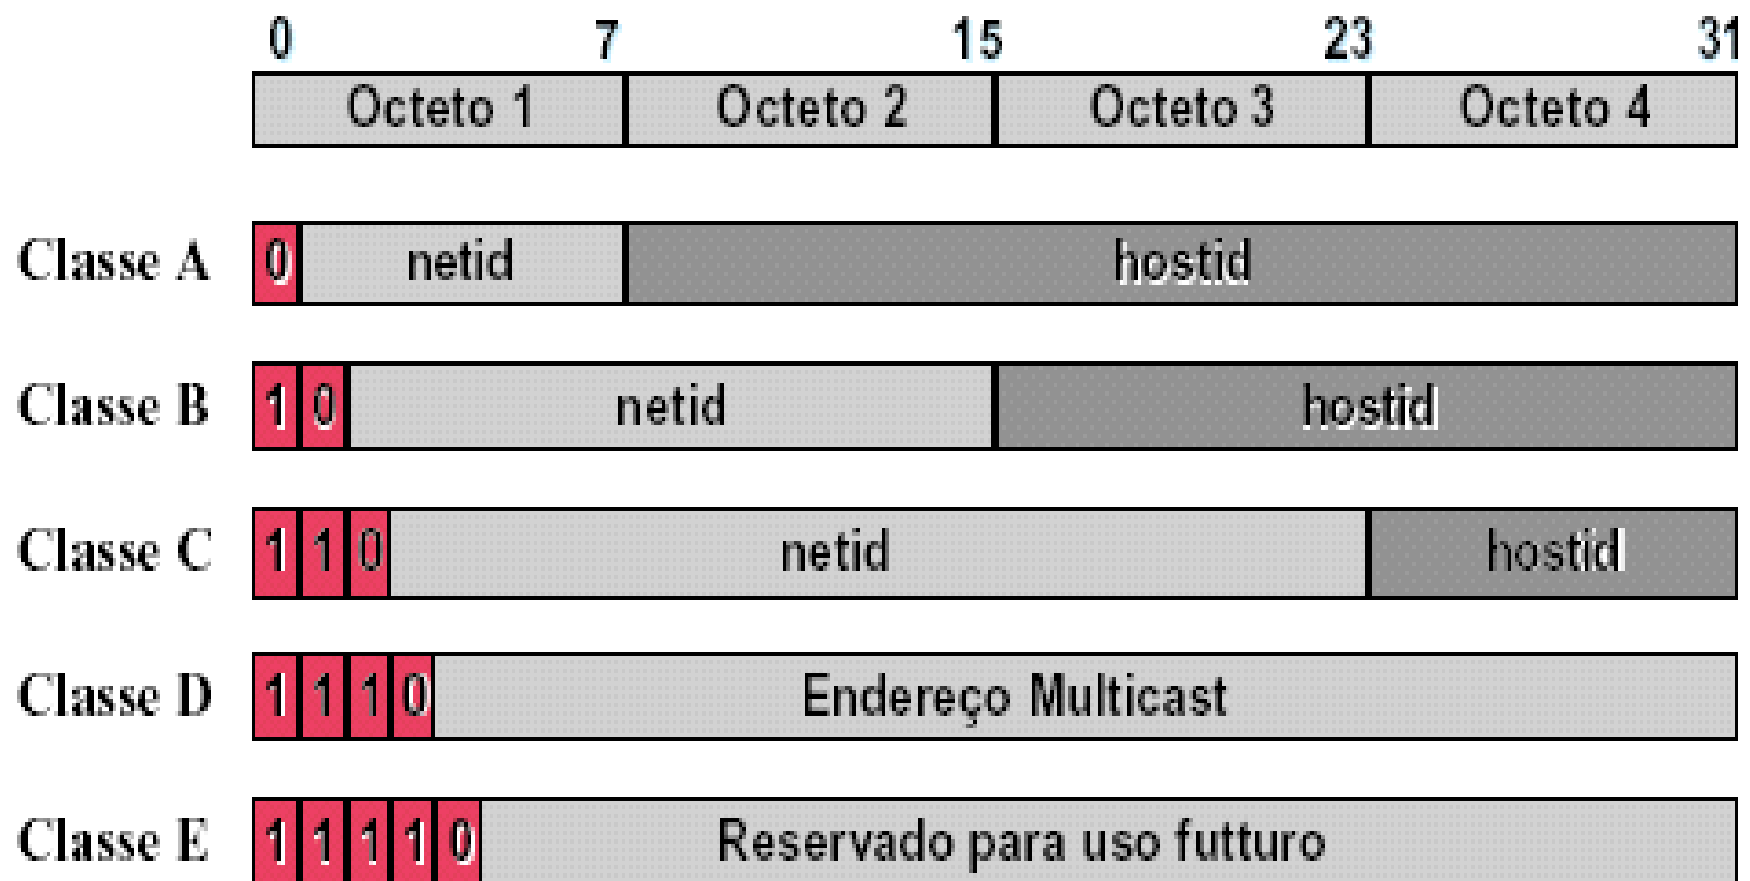 0 7 15 23 31
Octeto 1 Octeto 2 Octeto 3 Octeto 4
Classe A 0 netid hostid
Classe B 1 0 netid hostid
Classe C 1 1 0 netid hostid
Classe D 1 1 1 0 Endereço Multicast
Classe E 1 1 1 1 0 Reservado para uso futturo